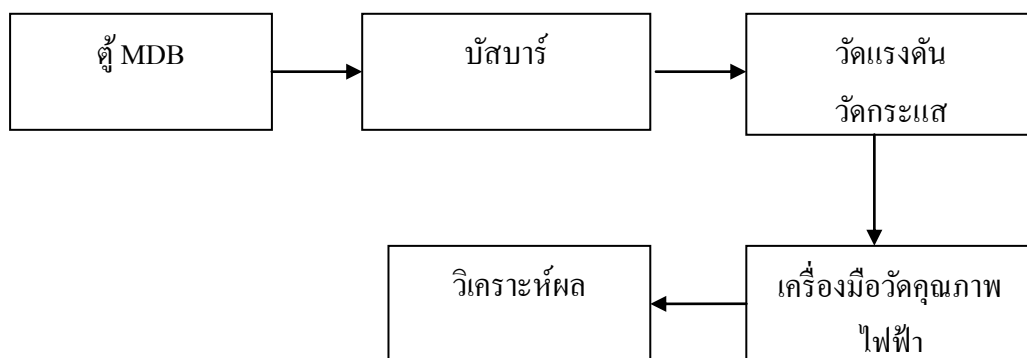 ตู้ MDB
บัสบาร์
วัดแรงดัน
วัดกระแส
เครื่องมือวัดคุณภาพ
ไฟฟ้า
วิเคราะห์ผล